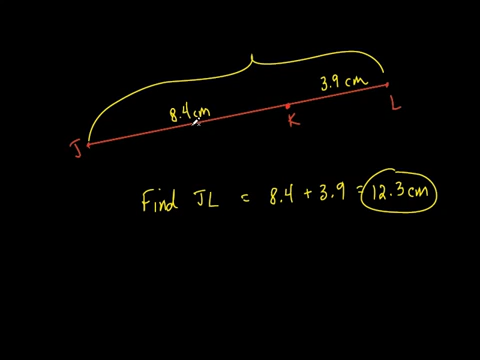 3.9 cm
8.4 cm
L
K
J
Find JL = 8.4 + 3.9 = 12.3 cm